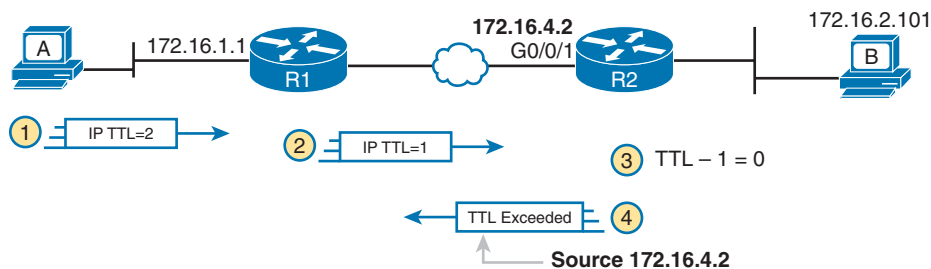 172.16.4.2
172.16.2.101
A
172.16.1.1
G0/0/1
B
R1
R2
1
IP TTL=2
2
IP TTL=1
3
TTL – 1 = 0
TTL Exceeded
4
Source 172.16.4.2